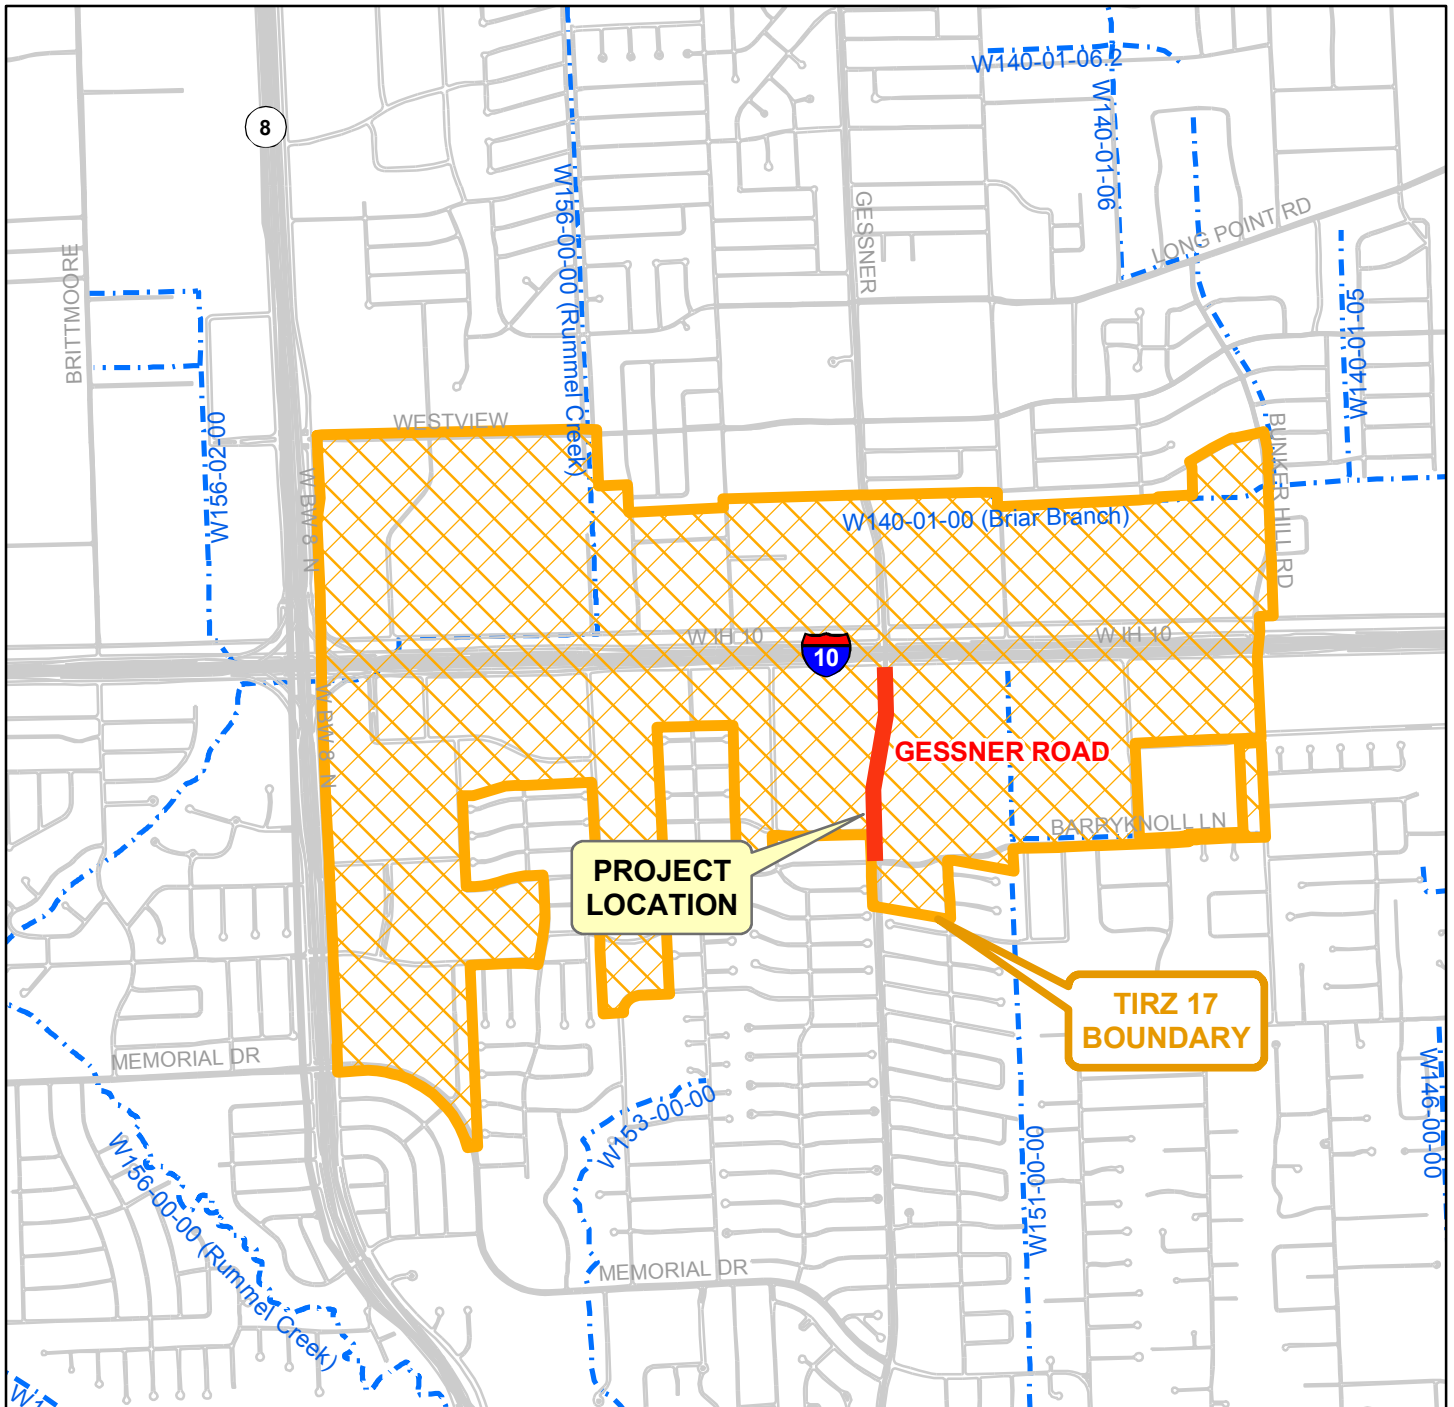 W140-01-06.2
W140-01-06
8
W156-00-00 (Rummel Creek)
GESSNER
LONG POINT RD
BRITTMOORE
W140-01-05
WESTVIEW
W156-02-00
BUNKER HILL RD
W BW 8 N
W140-01-00 (Briar Branch)
W IH 10
10
W IH 10
W BW 8 N
GESSNER ROAD
BARRYKNOLL LN
PROJECT
LOCATION
TIRZ 17
BOUNDARY
MEMORIAL DR
W153-00-00
W146-00-00
W151-00-00
W156-00-00 (Rummel Creek)
MEMORIAL DR